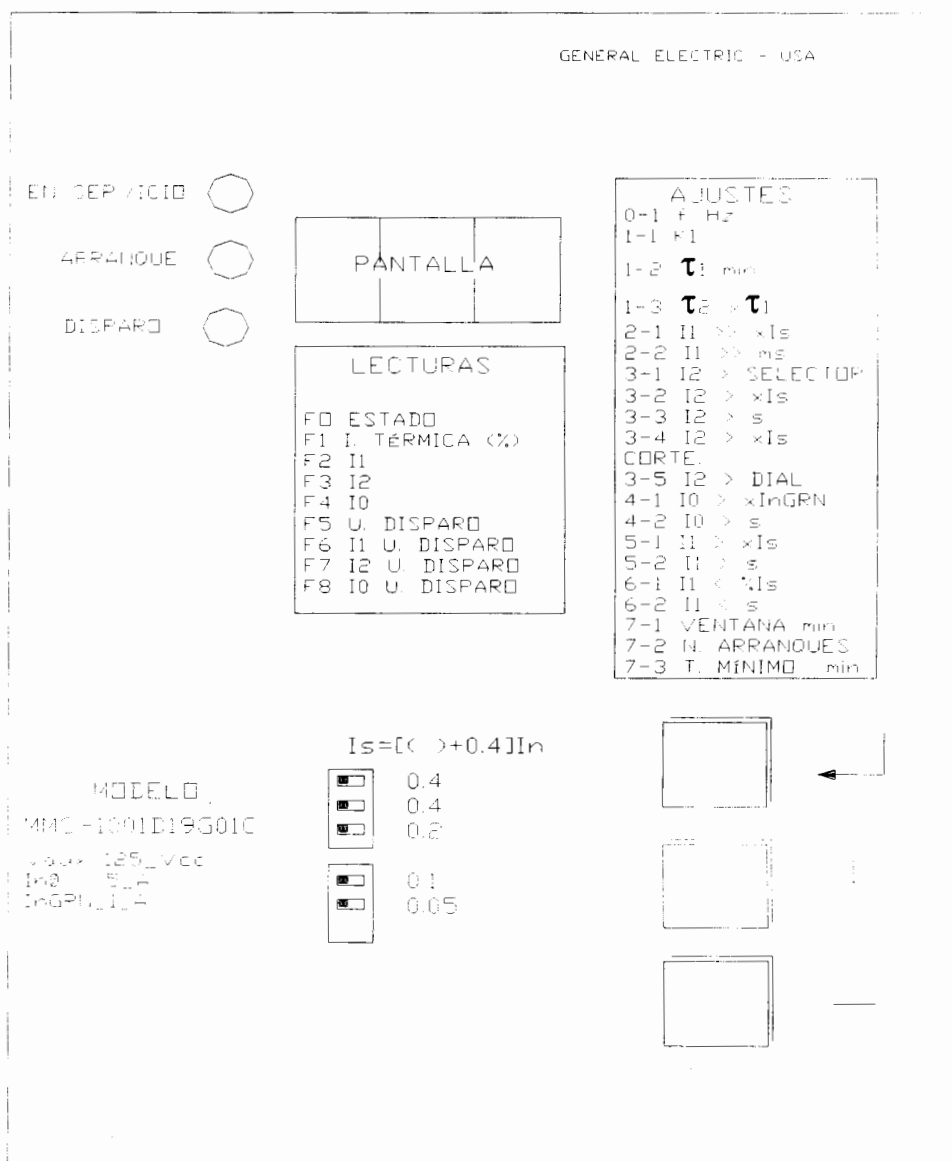 GENERAL ELECTRIC - USA
EN SERVICIO
ARRANQUE
DISPARO
PANTALLA
LECTURAS
F0 ESTADO
F1 I. TéRMICA (%)
F2 I1
F3 I2
F4 I0
F5 U. DISPARO
F6 I1 U. DISPARO
F7 I2 U. DISPARO
F8 I0 U. DISPARO
AJUSTES
0-1 f Hz
1-1 K1
1-2 τ1 min
1-3 τ2 xτ1
2-1 I1 >> xIs
2-2 I1 >> ms
3-1 I2 > SELECTOR
3-2 I2 > xIs
3-3 I2 > s
3-4 I2 > xIs
CORTE.
3-5 I2 > DIAL
4-1 I0 > xInGRN
4-2 I0 > s
5-1 I1 > xIs
5-2 I1 > s
6-1 I1 < %Is
6-2 I1 < s
7-1 VENTANA min
7-2 N. ARRANQUES
7-3 T. MíNIMO min
Is=[( )+0.4]In
0.4
0.4
0.2
0.1
0.05
MODELO
-1001D19G01C
125_Vcc
In0 5_A
InGRN_1_A